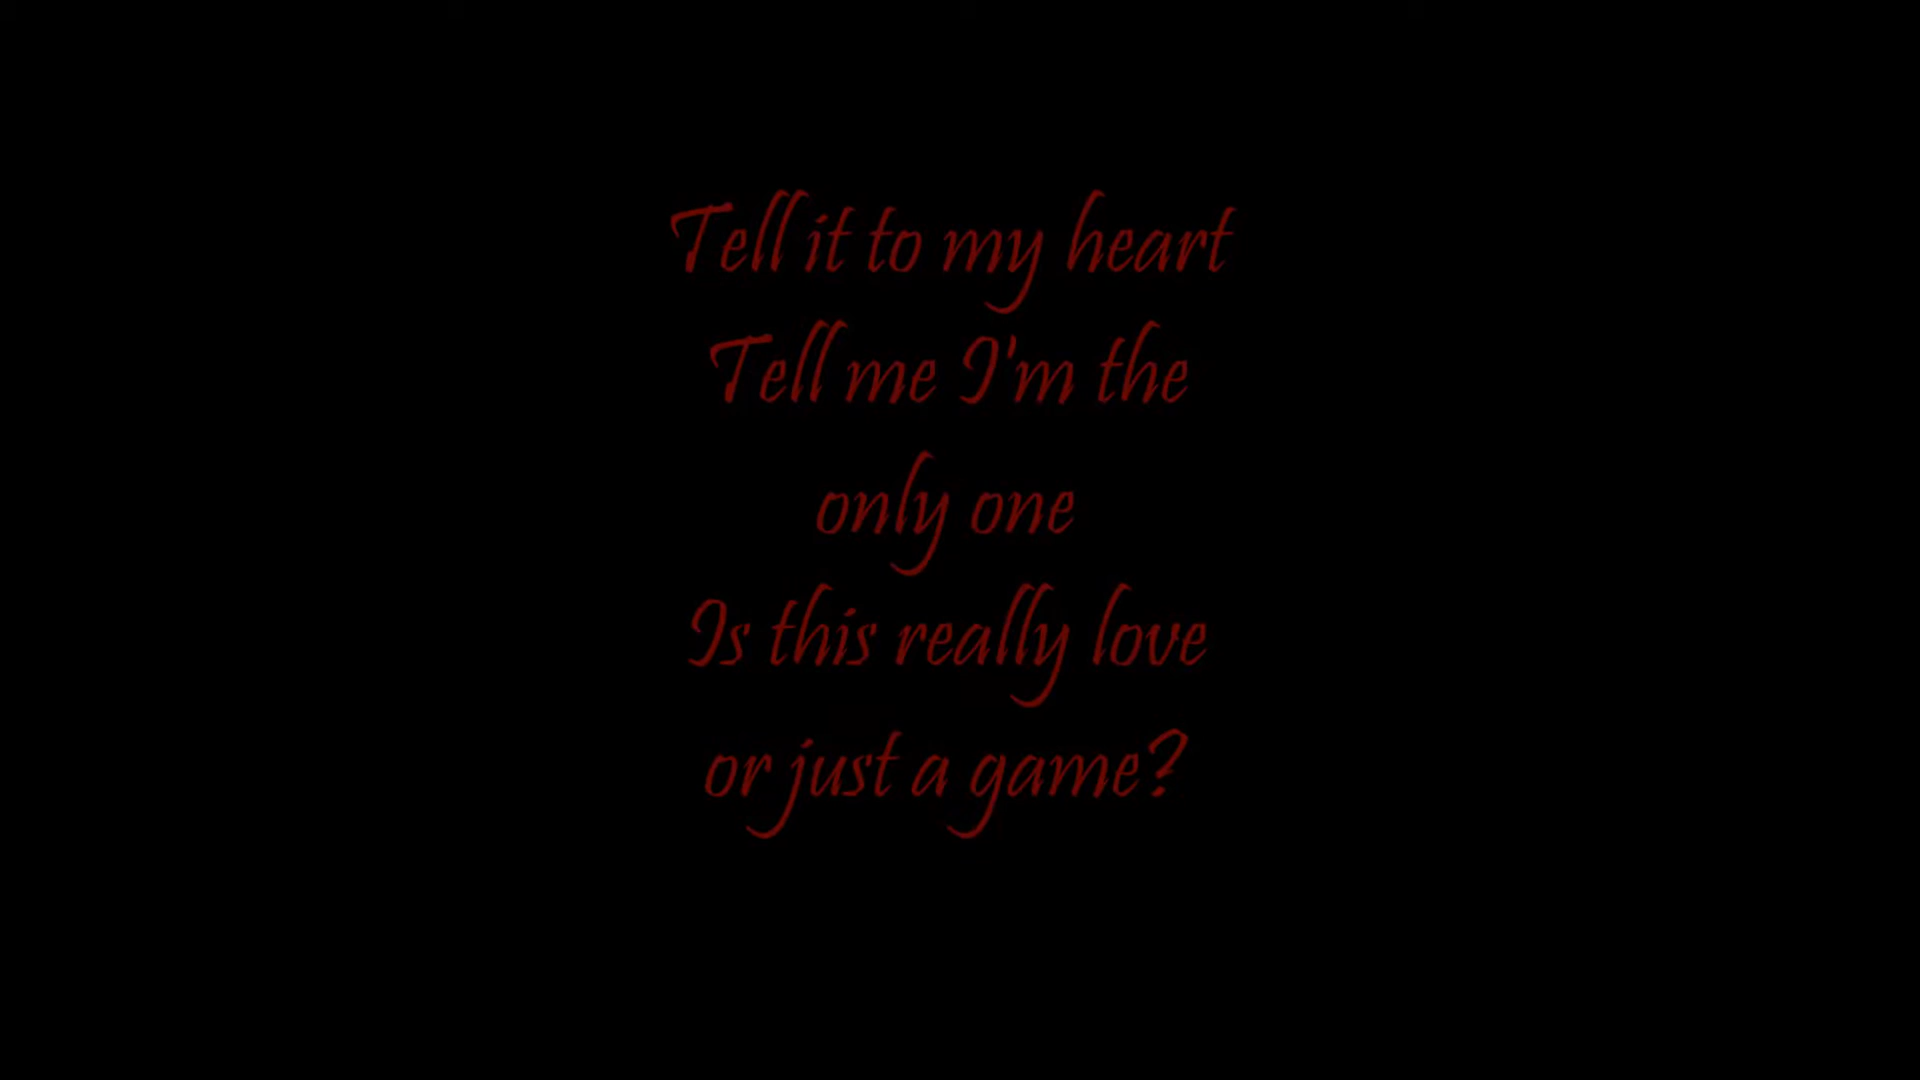 Tell it to my heart
Tell me I'm the
only one
Is this really love
or just a game?